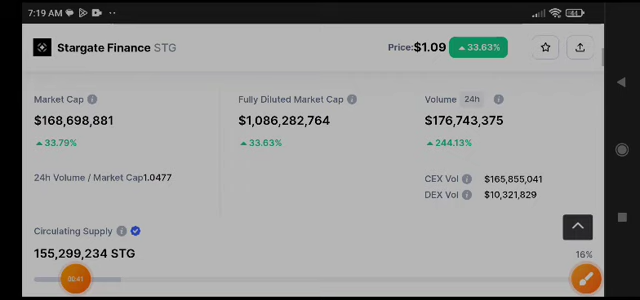 7:19 AM
64
Stargate Finance STG
Price: $1.09 33.63%
Market Cap Fully Diluted Market Cap Volume 24h
$168,698,881 $1,086,282,764 $176,743,375
33.79% 33.63% 244.13%
24h Volume / Market Cap 1.0477
CEX Vol $165,855,041
DEX Vol $10,321,829
Circulating Supply
155,299,234 STG 16%
00:41